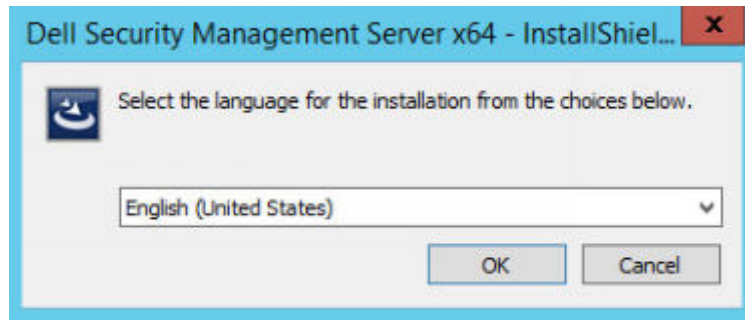 Dell Security Management Server x64 - InstallShiel...
x
Select the language for the installation from the choices below.
English (United States)
OK Cancel